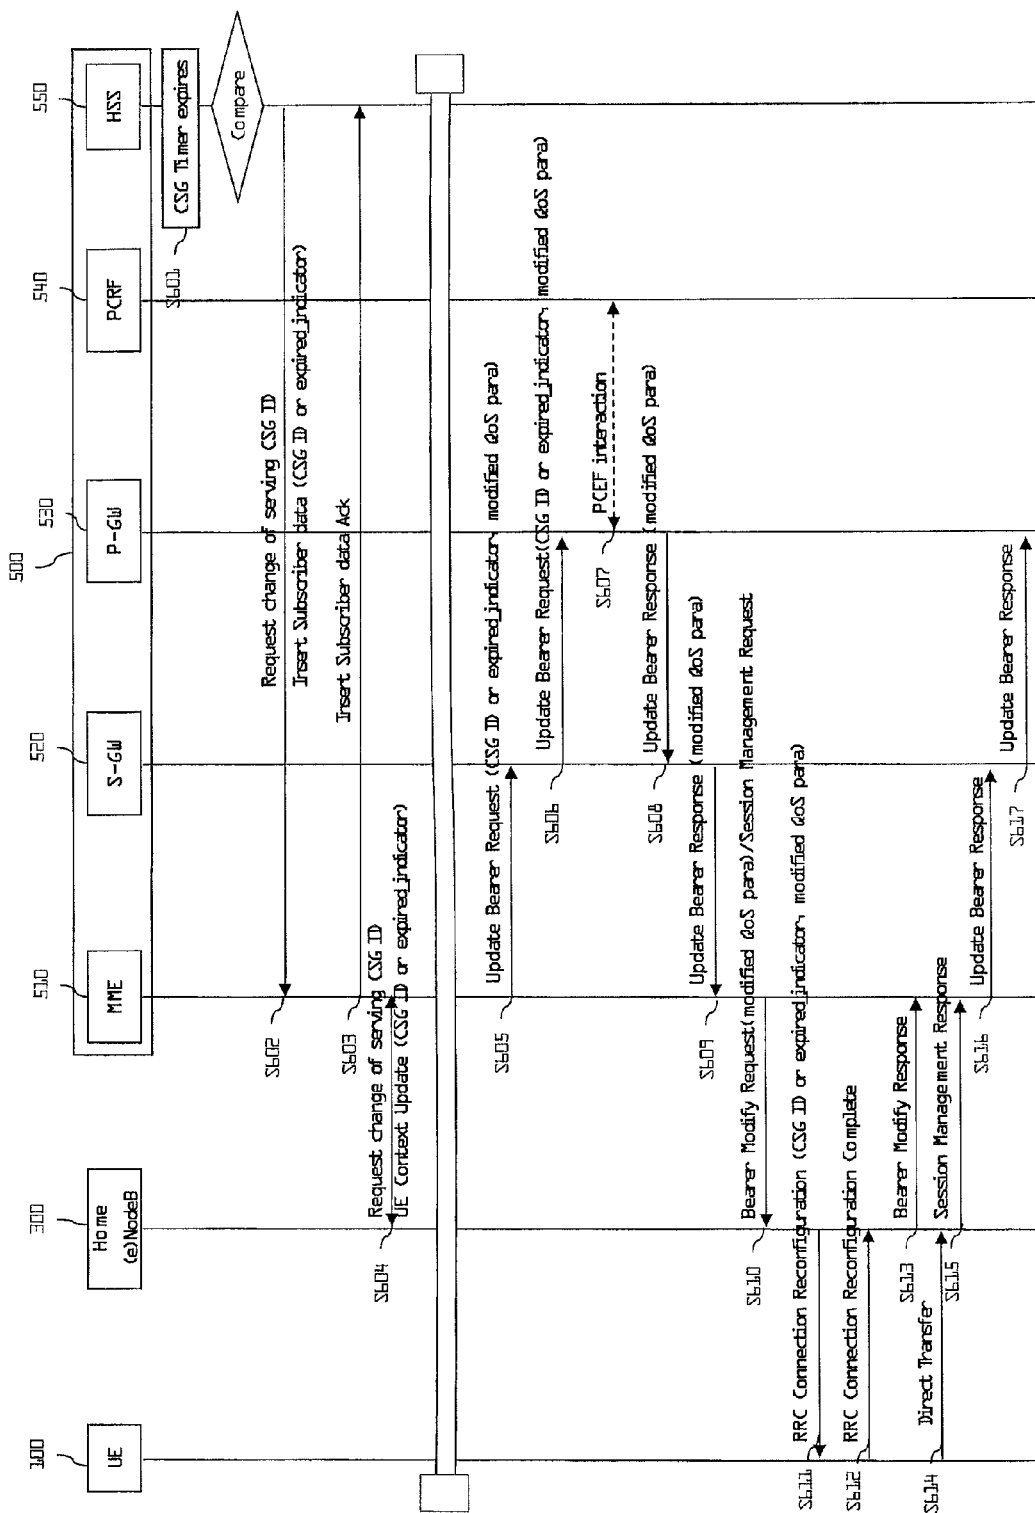 500
100
UE
300
Home
(e)NodeB
510
MME
520
S-GW
530
P-GW
540
PCRF
550
HSS
S601
CSG Timer expires
Compare
S602
Request change of serving CSG ID
Insert Subscriber data (CSG ID or expired_indicator)
S603
Insert Subscriber data Ack
S604
Request change of serving CSG ID
UE Context Update (CSG ID or expired_indicator)
S605
Update Bearer Request (CSG ID or expired_indicator, modified QoS para)
S606
Update Bearer Request(CSG ID or expired_indicator, modified QoS para)
S607
PCEF interaction
S608
Update Bearer Response (modified QoS para)
S609
Update Bearer Response (modified QoS para)
S610
Bearer Modify Request(modified QoS para)/Session Management Request
S611
RRC Connection Reconfiguration (CSG ID or expired_indicator, modified QoS para)
S612
RRC Connection Reconfiguration Complete
S613
Bearer Modify Response
S614
Direct Transfer
S615
Session Management Response
S616
Update Bearer Response
S617
Update Bearer Response